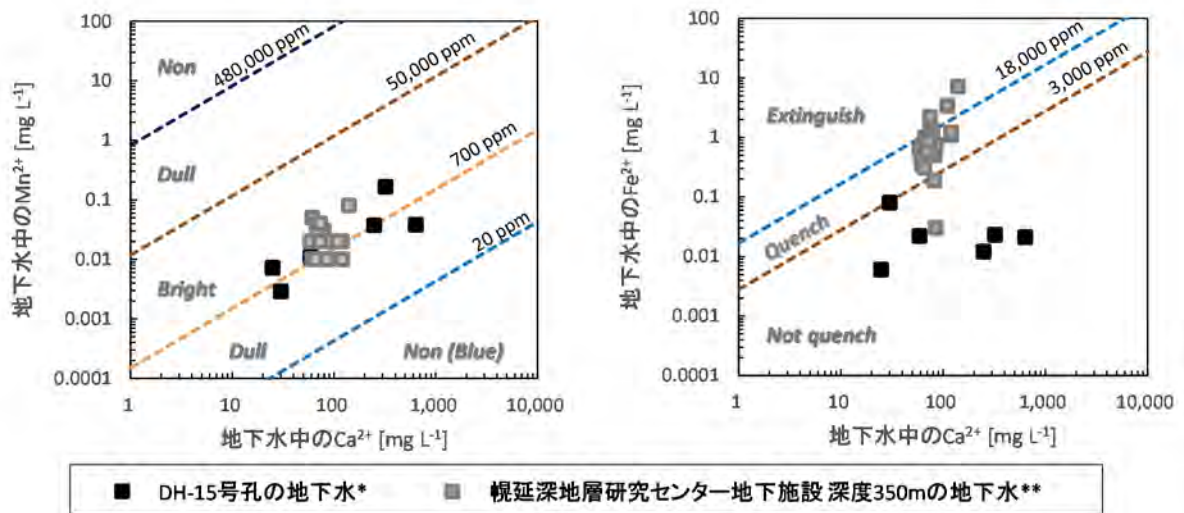 100
10
1
0.1
0.01
0.001
0.0001
地下水中のMn²⁺ [mg L⁻¹]
Non
480,000 ppm
50,000 ppm
Dull
700 ppm
20 ppm
Bright
Dull
Non (Blue)
1
10
100
1,000
10,000
地下水中のCa²⁺ [mg L⁻¹]
100
10
1
0.1
0.01
0.001
0.0001
地下水中のFe²⁺ [mg L⁻¹]
18,000 ppm
3,000 ppm
Extinguish
Quench
Not quench
1
10
100
1,000
10,000
地下水中のCa²⁺ [mg L⁻¹]
DH-15号孔の地下水*
幌延深地層研究センター地下施設 深度350mの地下水**